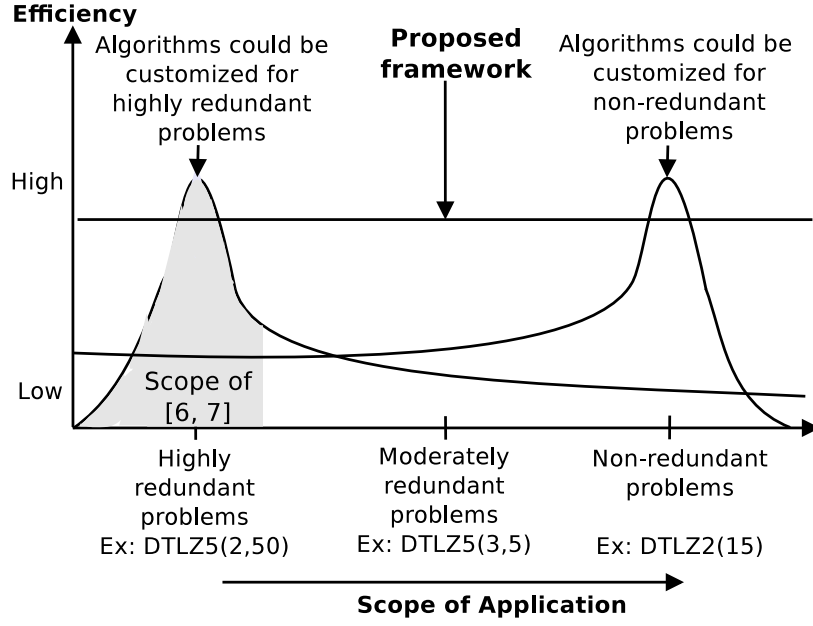 Efficiency
Algorithms could be
customized for
highly redundant
problems
Proposed
framework
Algorithms could be
customized for
non-redundant
problems
High
Low
Scope of
[6, 7]
Highly
redundant
problems
Ex: DTLZ5(2,50)
Moderately
redundant
problems
Ex: DTLZ5(3,5)
Non-redundant
problems
Ex: DTLZ2(15)
Scope of Application